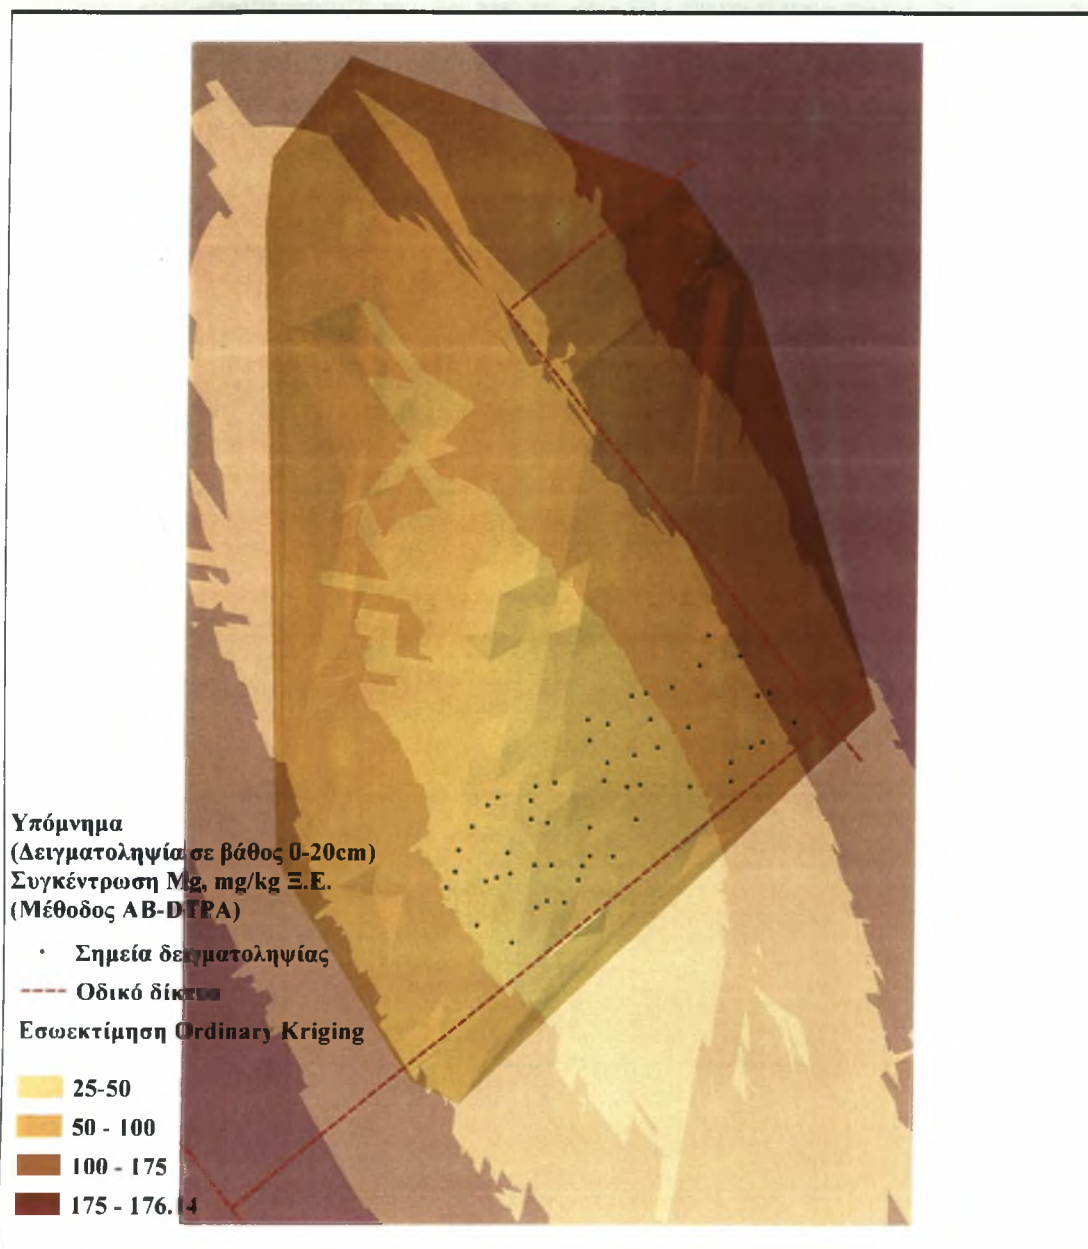 Υπόμνημα
(Δειγματοληψία σε βάθος 0-20cm)
Συγκέντρωση Mg, mg/kg Ξ.Ε.
(Μέθοδος AB-DTPA)
Σημεία δειγματοληψίας
Οδικό δίκτυο
Εσωεκτίμηση Ordinary Kriging
25-50
50 - 100
100 - 175
175 - 176.14